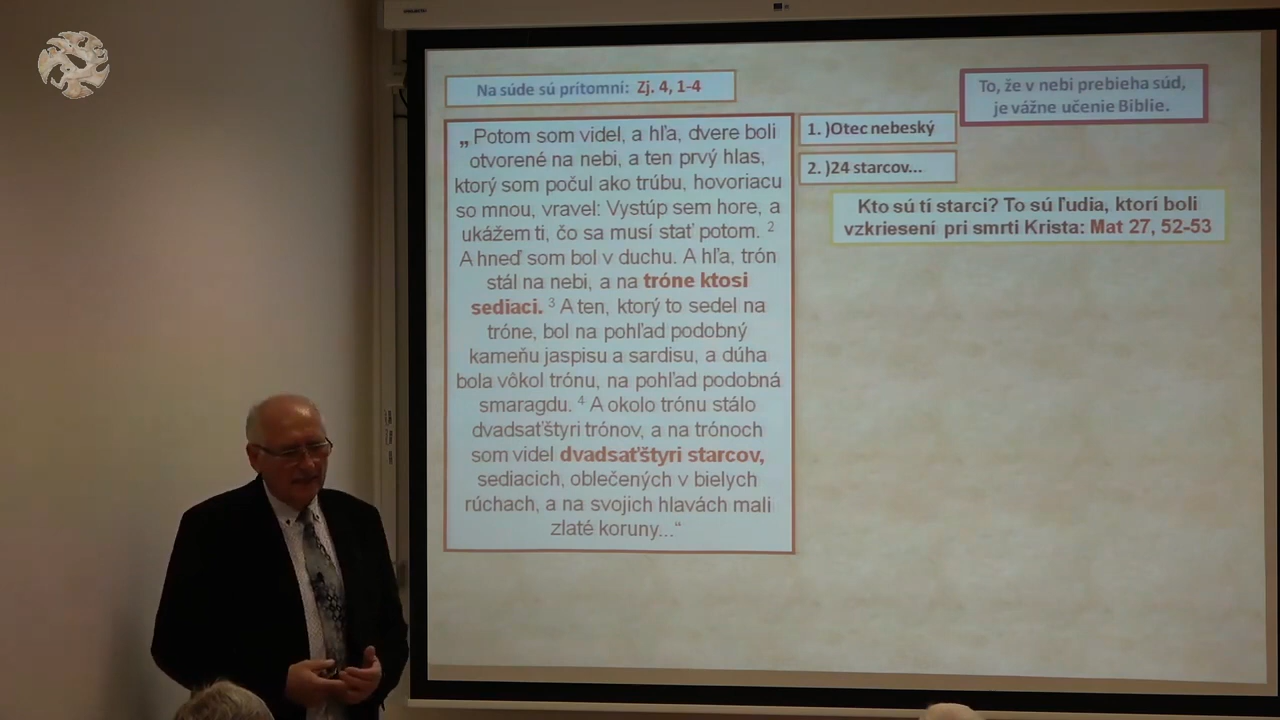 Na súde sú prítomní: Zj. 4, 1-4
To, že v nebi prebieha súd,
je vážne učenie Biblie.
„ Potom som videl, a hľa, dvere boli
otvorené na nebi, a ten prvý hlas,
ktorý som počul ako trúbu, hovoriacu
so mnou, vravel: Vystúp sem hore, a
ukážem ti, čo sa musí stať potom. 2
A hneď som bol v duchu. A hľa, trón
stál na nebi, a na tróne ktosi
sediaci. 3 A ten, ktorý to sedel na
tróne, bol na pohľad podobný
kameňu jaspisu a sardisu, a dúha
bola vôkol trónu, na pohľad podobná
smaragdu. 4 A okolo trónu stálo
dvadsaťštyri trónov, a na trónoch
som videl dvadsaťštyri starcov,
sediacich, oblečených v bielych
rúchach, a na svojich hlavách mali
zlaté koruny...“
1. )Otec nebeský
2. )24 starcov...
Kto sú tí starci? To sú ľudia, ktorí boli
vzkriesení pri smrti Krista: Mat 27, 52-53